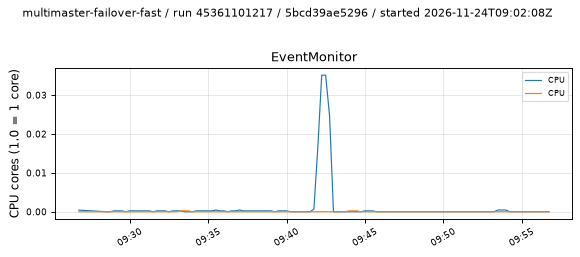 multimaster-failover-fast / run 45361101217 / 5bcd39ae5296 / started 2026-11-24T09:02:08Z
EventMonitor
CPU cores (1.0 = 1 core)
0.03
0.02
0.01
0.00
CPU
CPU
09:30
09:35
09:40
09:45
09:50
09:55